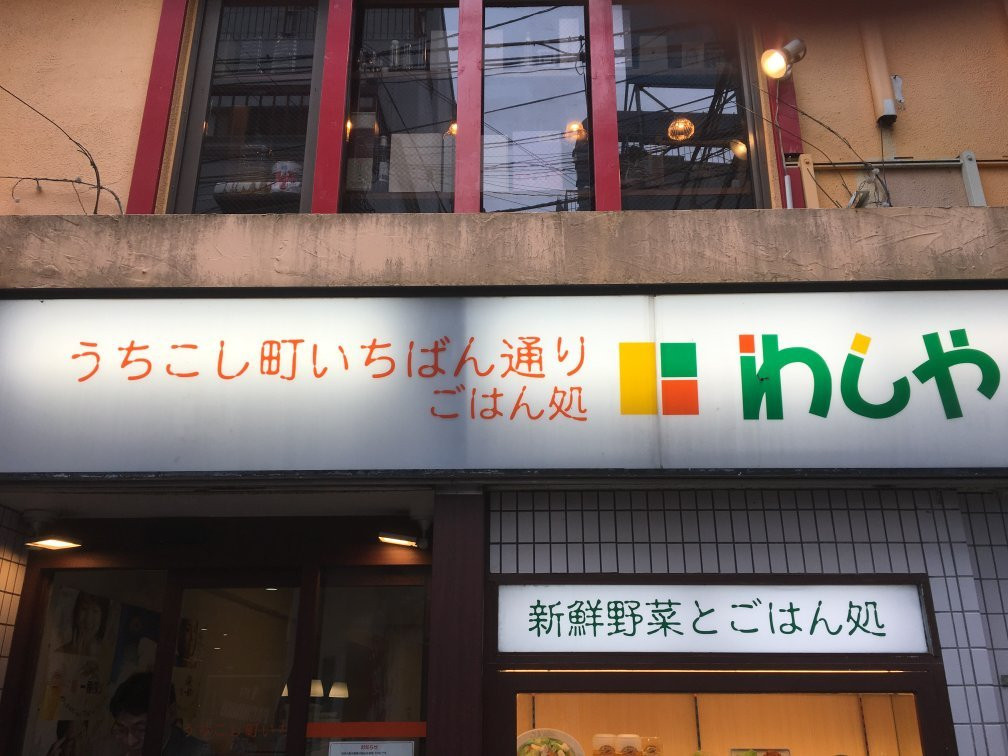 うちこし町いちばん通り
ごはん処
わしや
新鮮野菜とごはん処